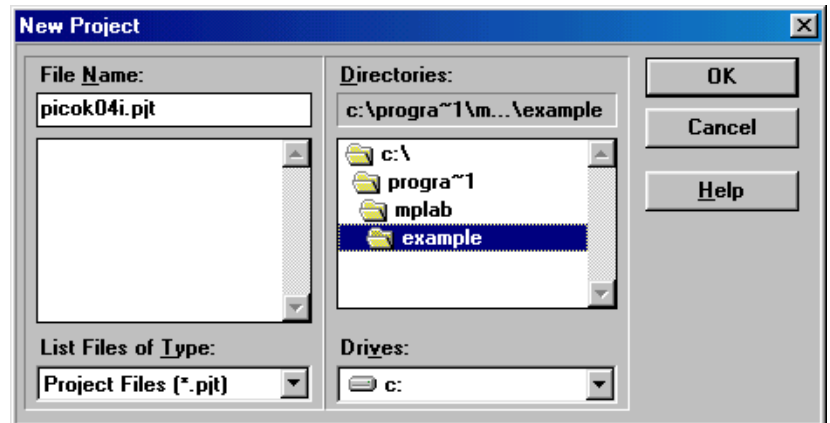 New Project
File Name:
picok04i.pjt
List Files of Type:
Project Files (*.pjt)
Directories:
c:\progra~1\m...\example
c:\
progra~1
mplab
example
Drives:
c:
OK
Cancel
Help